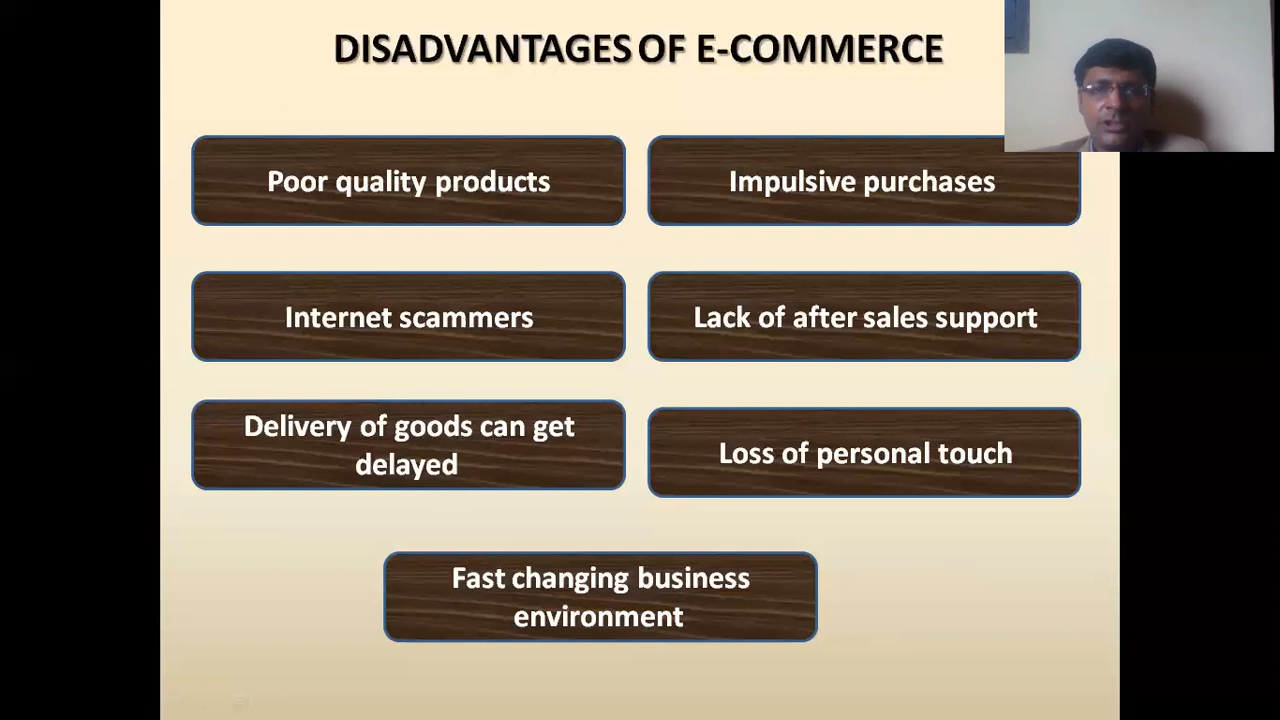 DISADVANTAGES OF E-COMMERCE
Poor quality products
Impulsive purchases
Internet scammers
Lack of after sales support
Delivery of goods can get
delayed
Loss of personal touch
Fast changing business
environment